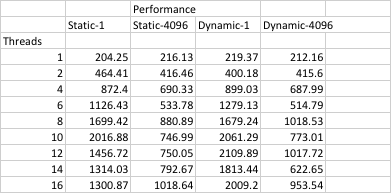 Performance
Static-1 Static-4096 Dynamic-1 Dynamic-4096
Threads
1 204.25 216.13 219.37 212.16
2 464.41 416.46 400.18 415.6
4 872.4 690.33 899.03 687.99
6 1126.43 533.78 1279.13 514.79
8 1699.42 880.89 1679.24 1018.53
10 2016.88 746.99 2061.29 773.01
12 1456.72 750.05 2109.89 1017.72
14 1314.03 792.67 1813.44 622.65
16 1300.87 1018.64 2009.2 953.54